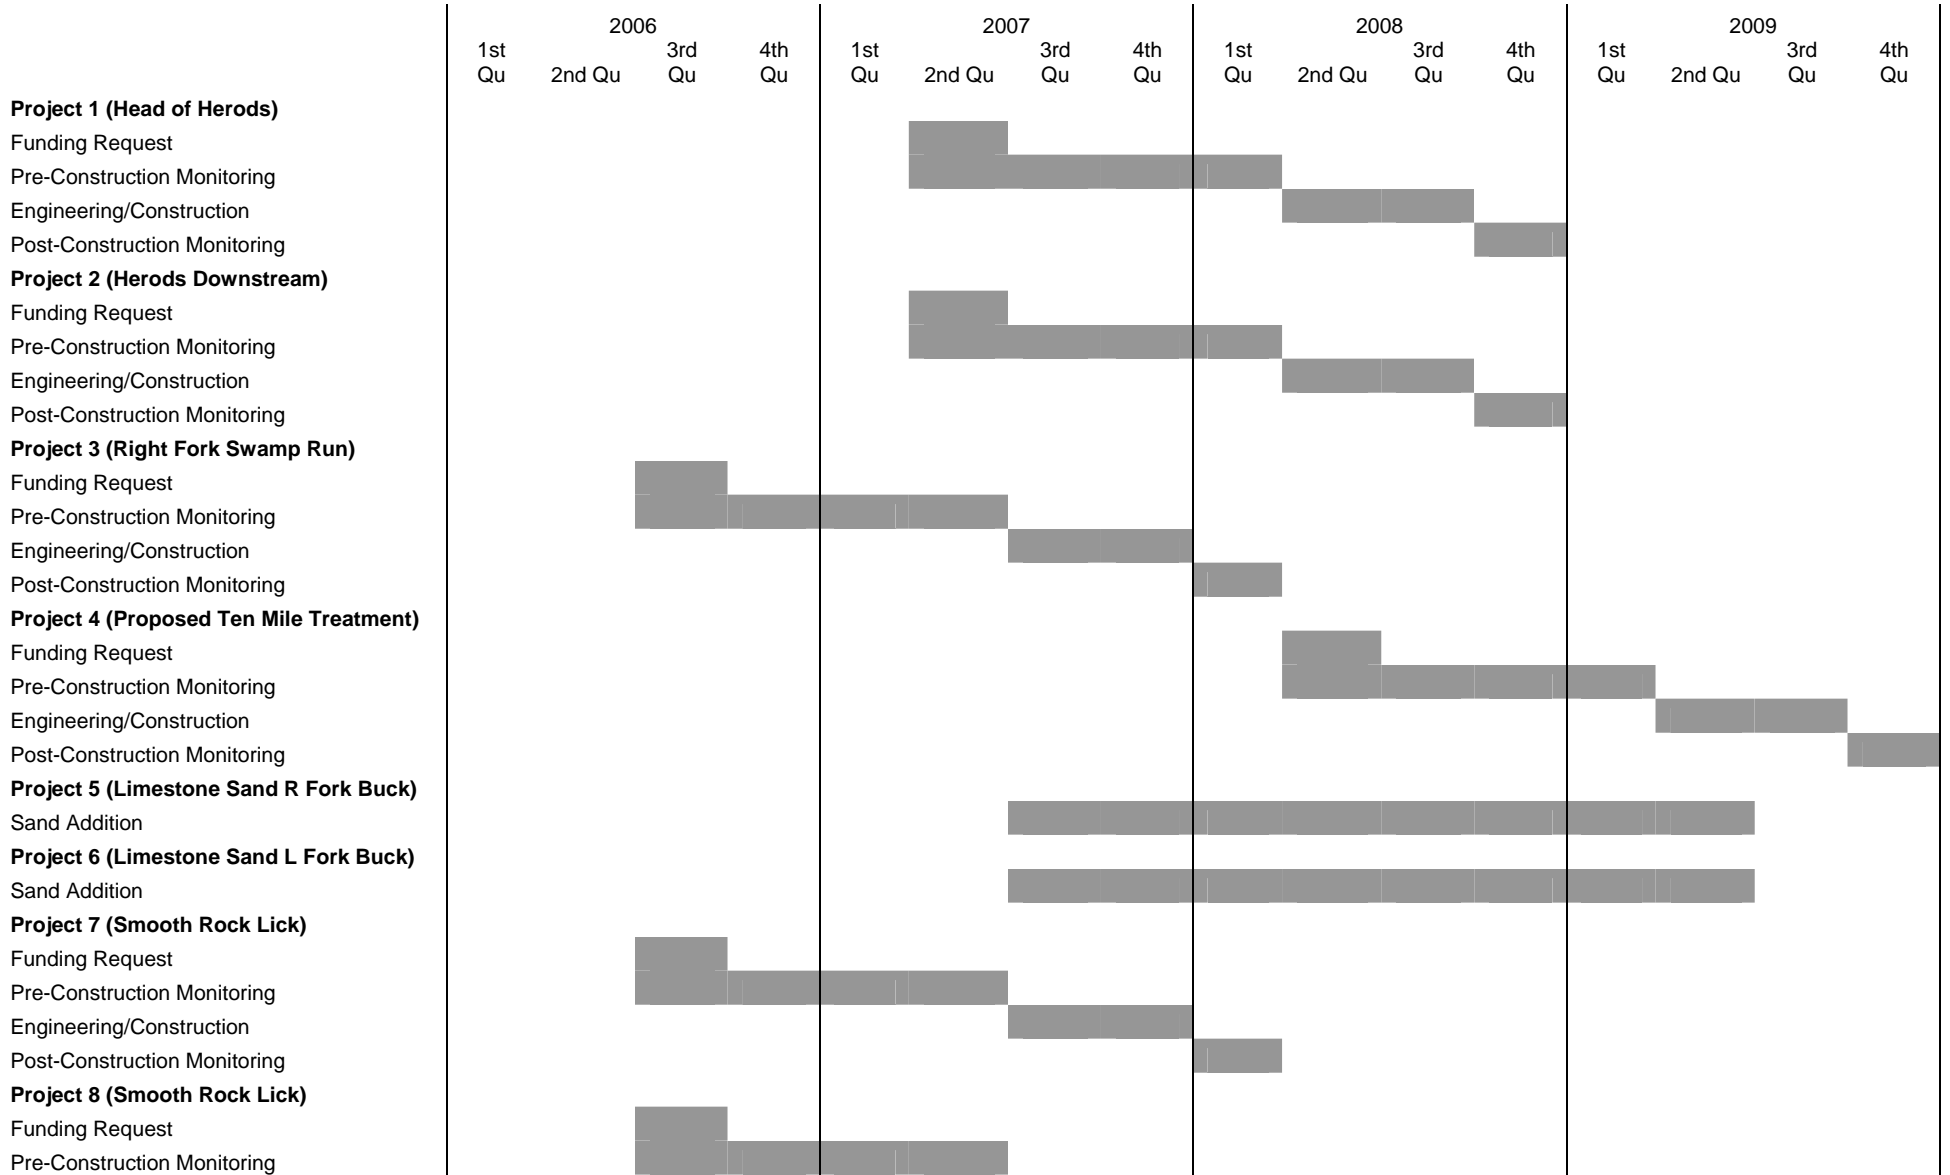 2006 2007 2008 2009
1st 3rd 4th 1st 3rd 4th 1st 3rd 4th 1st 3rd 4th
Qu 2nd Qu Qu Qu Qu 2nd Qu Qu Qu Qu 2nd Qu Qu Qu Qu 2nd Qu Qu Qu
Project 1 (Head of Herods)
Funding Request
Pre-Construction Monitoring
Engineering/Construction
Post-Construction Monitoring
Project 2 (Herods Downstream)
Funding Request
Pre-Construction Monitoring
Engineering/Construction
Post-Construction Monitoring
Project 3 (Right Fork Swamp Run)
Funding Request
Pre-Construction Monitoring
Engineering/Construction
Post-Construction Monitoring
Project 4 (Proposed Ten Mile Treatment)
Funding Request
Pre-Construction Monitoring
Engineering/Construction
Post-Construction Monitoring
Project 5 (Limestone Sand R Fork Buck)
Sand Addition
Project 6 (Limestone Sand L Fork Buck)
Sand Addition
Project 7 (Smooth Rock Lick)
Funding Request
Pre-Construction Monitoring
Engineering/Construction
Post-Construction Monitoring
Project 8 (Smooth Rock Lick)
Funding Request
Pre-Construction Monitoring